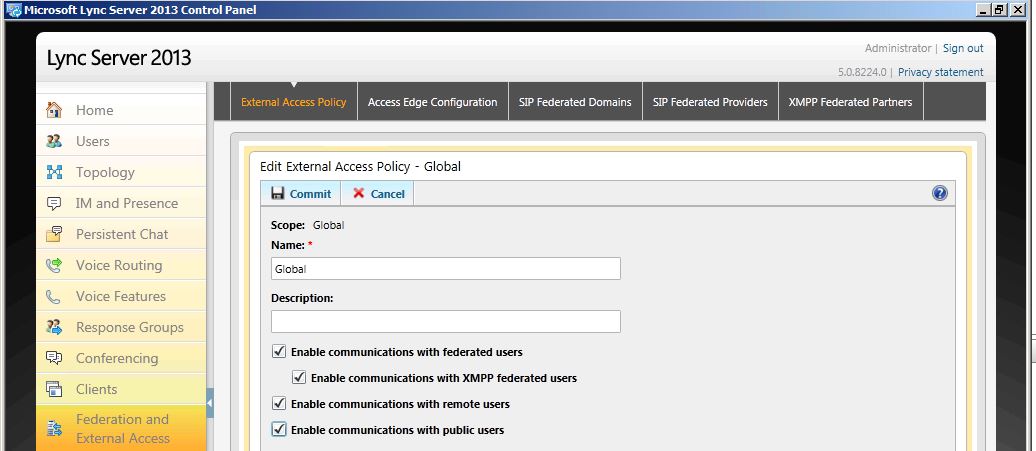 Microsoft Lync Server 2013 Control Panel
Lync Server 2013
Administrator | Sign out
5.0.8224.0 | Privacy statement
Home
Users
Topology
IM and Presence
Persistent Chat
Voice Routing
Voice Features
Response Groups
Conferencing
Clients
Federation and
External Access
External Access Policy Access Edge Configuration SIP Federated Domains SIP Federated Providers XMPP Federated Partners
Edit External Access Policy - Global
Commit Cancel ?
Scope: Global
Name: *
Global
Description:
Enable communications with federated users
Enable communications with XMPP federated users
Enable communications with remote users
Enable communications with public users